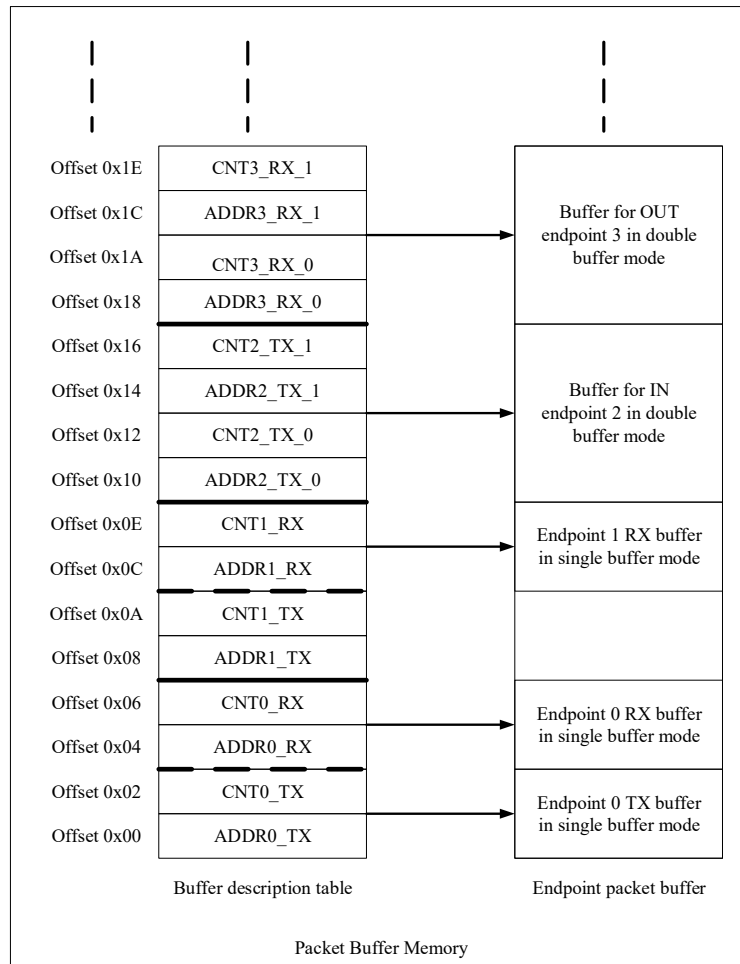 Offset 0x1E
CNT3_RX_1
Offset 0x1C
ADDR3_RX_1
Buffer for OUT
endpoint 3 in double
buffer mode
Offset 0x1A
CNT3_RX_0
Offset 0x18
ADDR3_RX_0
Offset 0x16
CNT2_TX_1
Offset 0x14
ADDR2_TX_1
Buffer for IN
endpoint 2 in double
buffer mode
Offset 0x12
CNT2_TX_0
Offset 0x10
ADDR2_TX_0
Offset 0x0E
CNT1_RX
Endpoint 1 RX buffer
in single buffer mode
Offset 0x0C
ADDR1_RX
Offset 0x0A
CNT1_TX
Offset 0x08
ADDR1_TX
Offset 0x06
CNT0_RX
Endpoint 0 RX buffer
in single buffer mode
Offset 0x04
ADDR0_RX
Offset 0x02
CNT0_TX
Endpoint 0 TX buffer
in single buffer mode
Offset 0x00
ADDR0_TX
Buffer description table
Endpoint packet buffer
Packet Buffer Memory